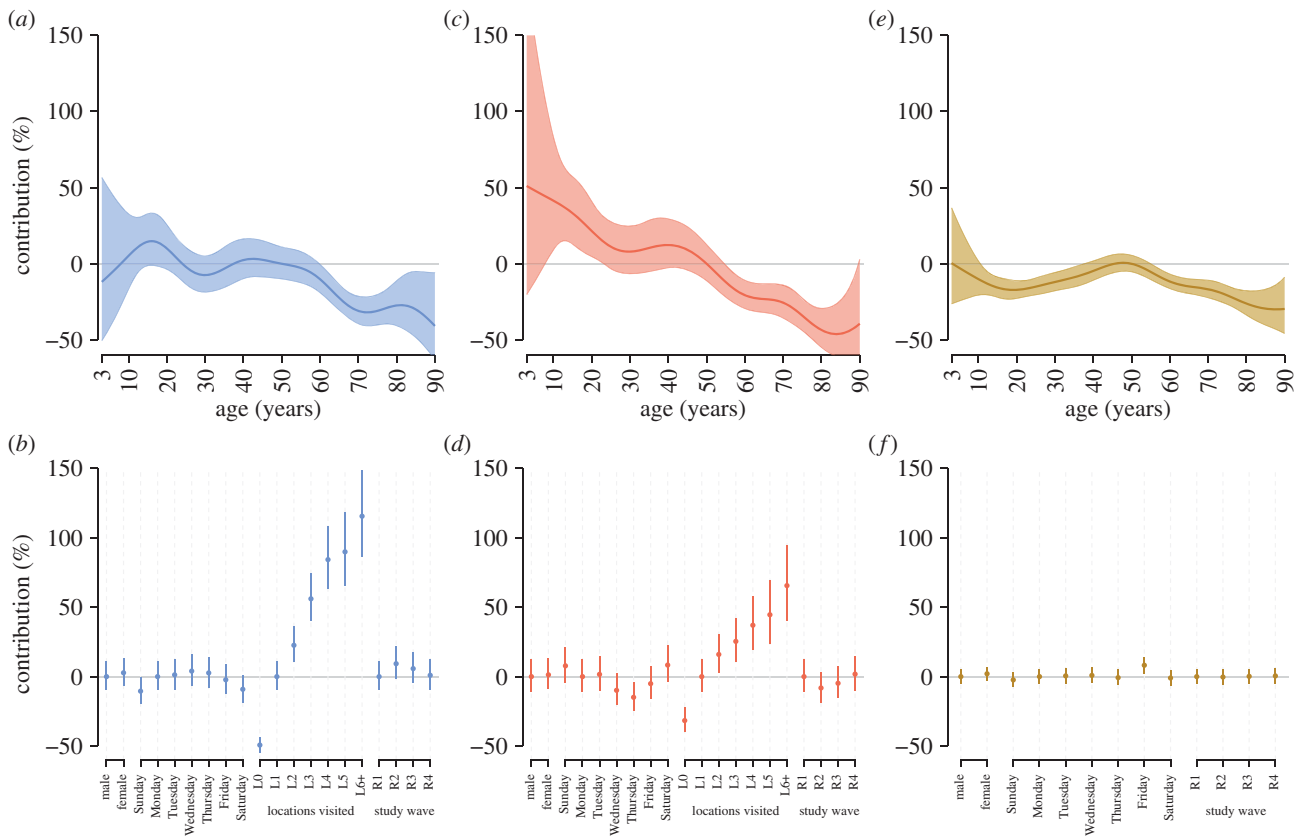 (a)
(c)
(e)
contribution (%)
150
100
50
0
−50
3
10
20
30
40
50
60
70
80
90
age (years)
150
100
50
0
−50
3
10
20
30
40
50
60
70
80
90
age (years)
150
100
50
0
−50
3
10
20
30
40
50
60
70
80
90
age (years)
(b)
(d)
(f)
contribution (%)
150
100
50
0
−50
male
female
Sunday
Monday
Tuesday
Wednesday
Thursday
Friday
Saturday
L0
L1
L2
L3
L4
L5
L6+
R1
R2
R3
R4
locations visited
study wave
150
100
50
0
−50
male
female
Sunday
Monday
Tuesday
Wednesday
Thursday
Friday
Saturday
L0
L1
L2
L3
L4
L5
L6+
R1
R2
R3
R4
locations visited
study wave
150
100
50
0
−50
male
female
Sunday
Monday
Tuesday
Wednesday
Thursday
Friday
Saturday
R1
R2
R3
R4
study wave